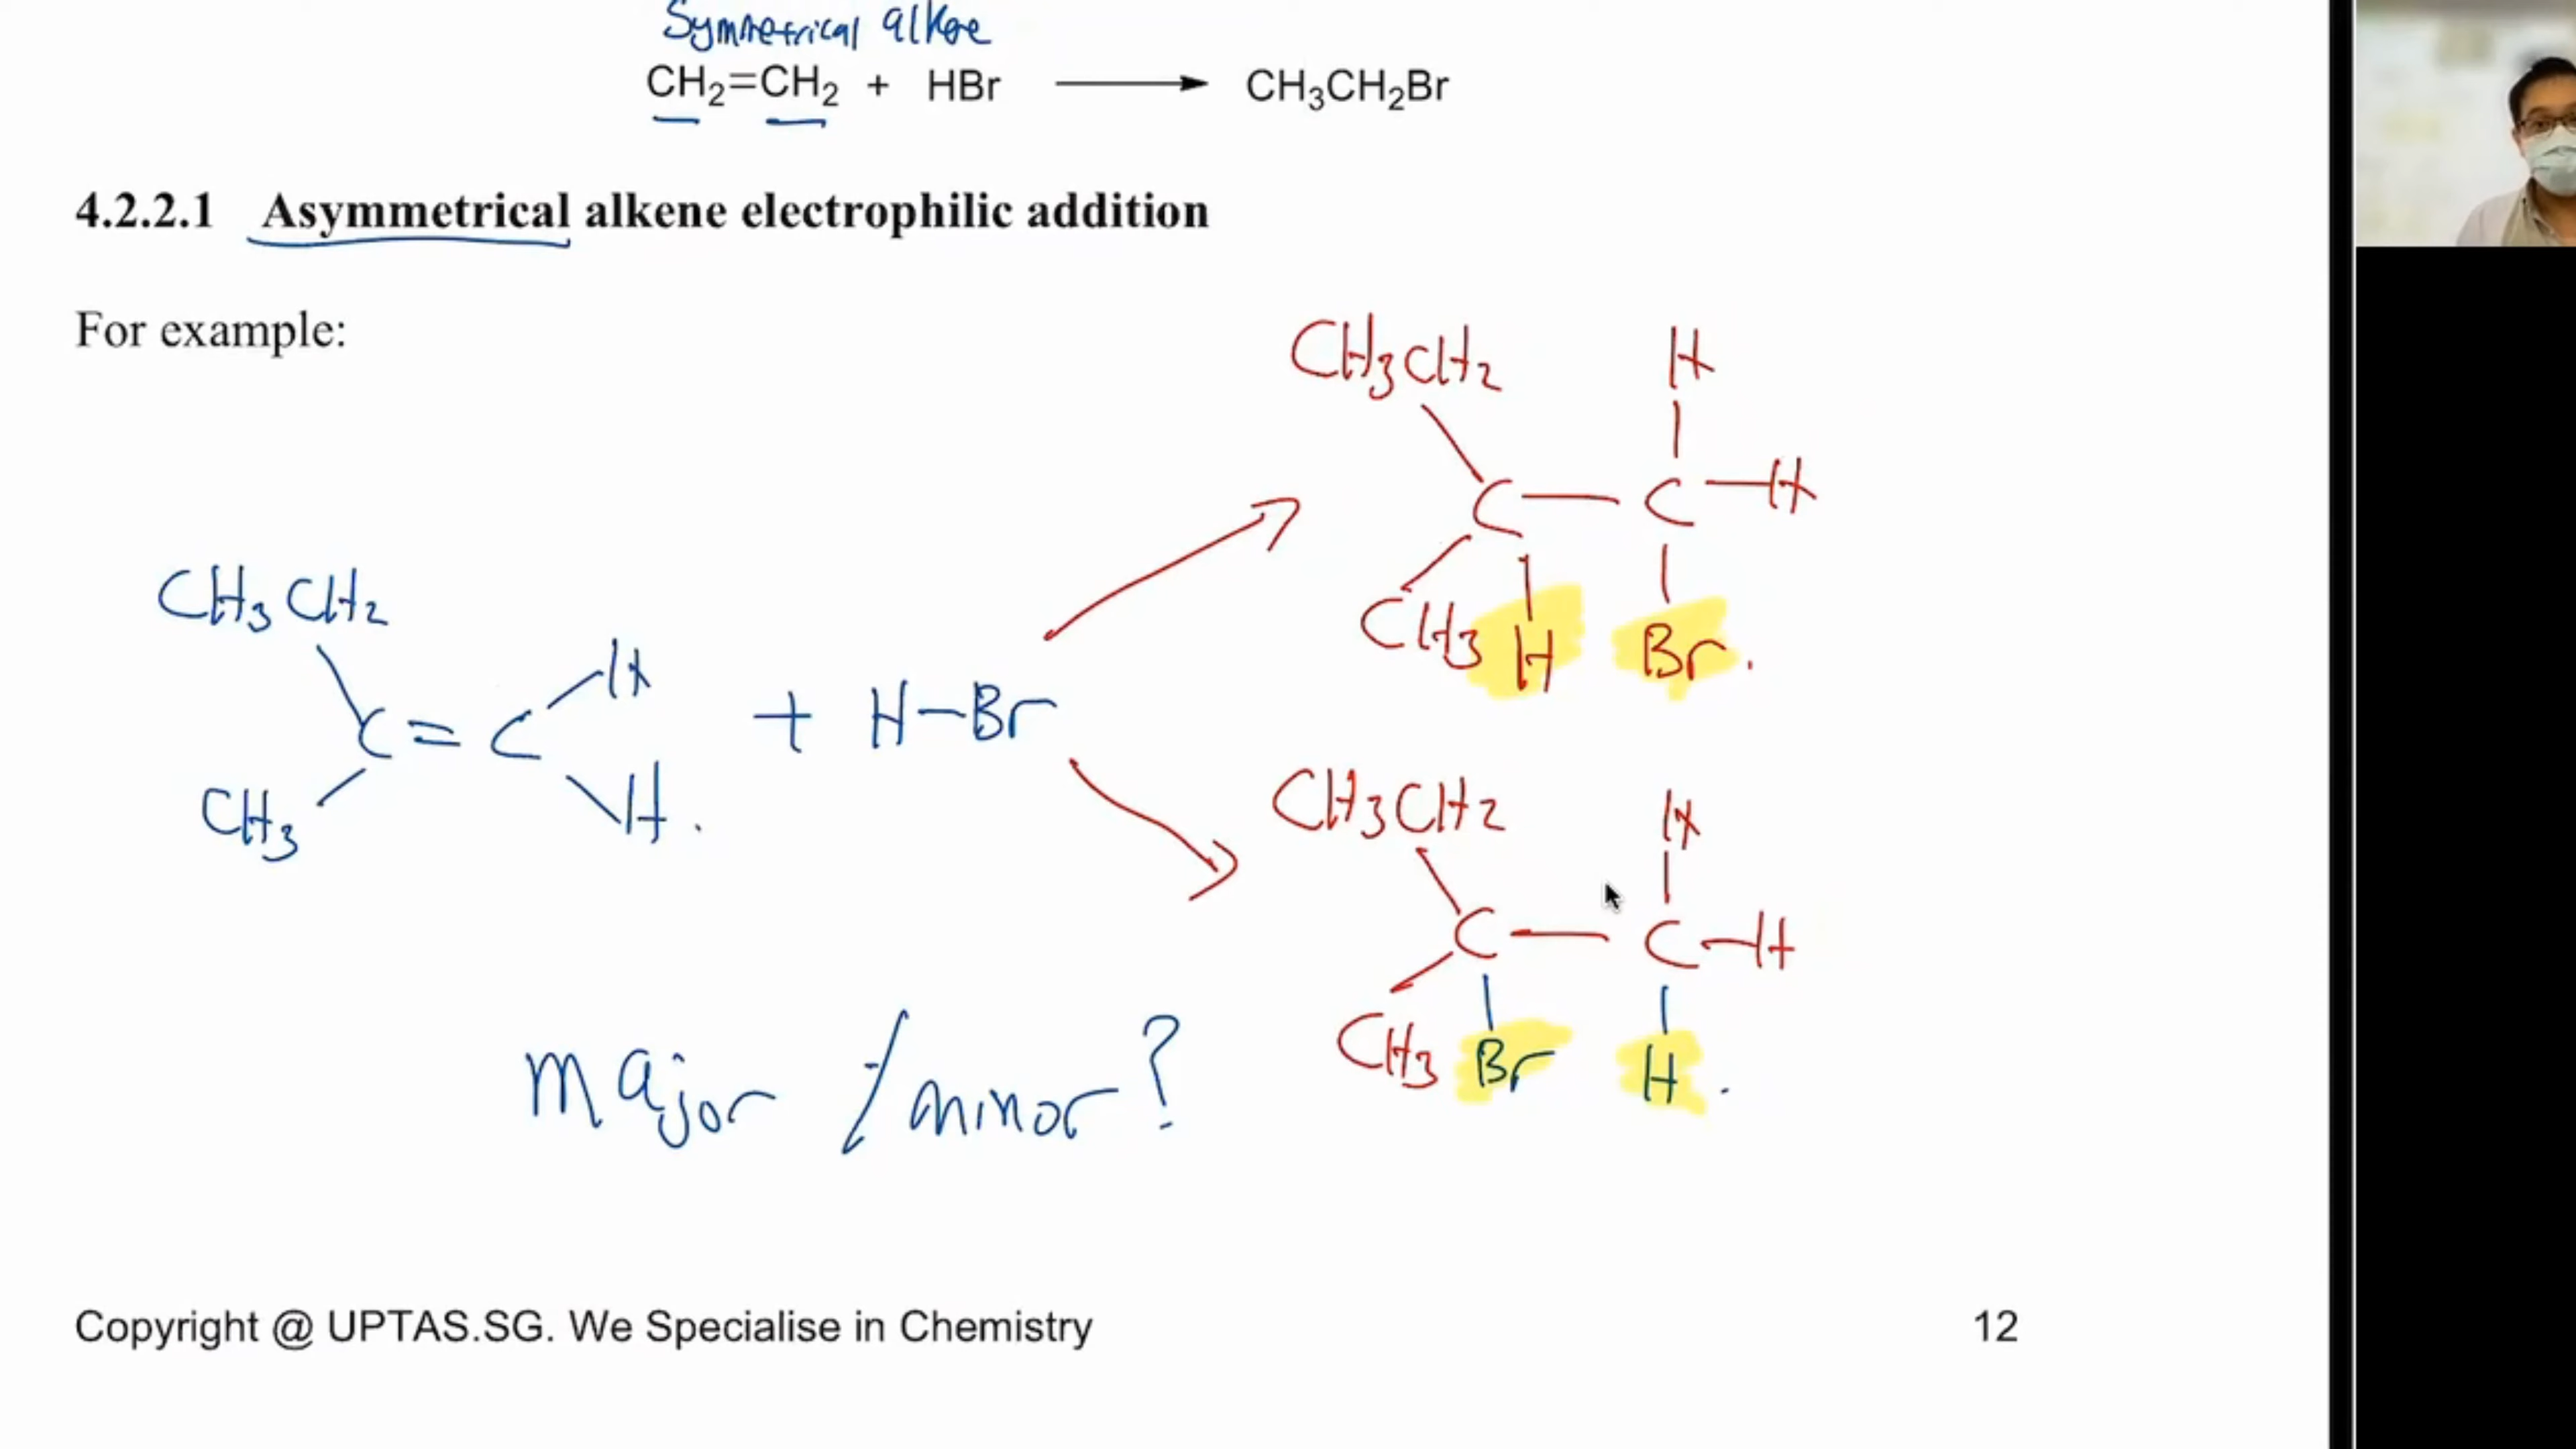 Symmetrical alkene
CH₂=CH₂ + HBr ⟶ CH₃CH₂Br
4.2.2.1 Asymmetrical alkene electrophilic addition
For example:
CH₃CH₂ H
C — C — H
CH₃ H Br.
CH₃CH₂ H
C = C + H-Br
CH₃ H.
CH₃CH₂ H
C — C - H
CH₃ Br H.
major / minor?
Copyright @ UPTAS.SG. We Specialise in Chemistry 12